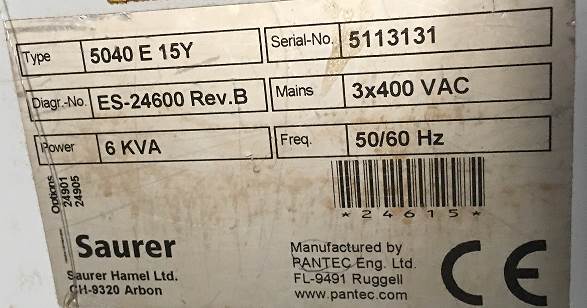 Type 5040 E 15Y Serial-No. 5113131
Diagr.-No. ES-24600 Rev.B Mains 3x400 VAC
Power 6 KVA Freq. 50/60 Hz
Options
24901
24905
*24615*
Saurer
Saurer Hamel Ltd.
CH-9320 Arbon
Manufactured by
PANTEC Eng. Ltd.
FL-9491 Ruggell
www.pantec.com
CE